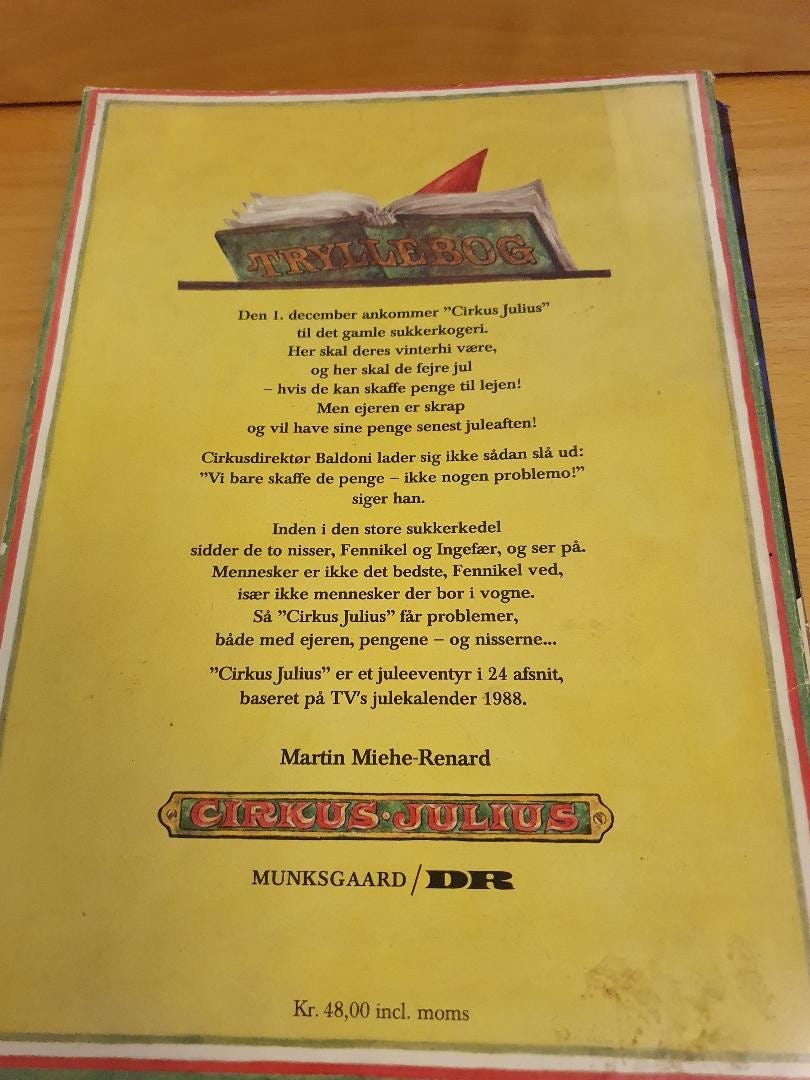 TRYLLEBOG
Den 1. december ankommer ”Cirkus Julius”
til det gamle sukkerkogeri.
Her skal deres vinterhi være,
og her skal de fejre jul
– hvis de kan skaffe penge til lejen!
Men ejeren er skrap
og vil have sine penge senest juleaften!
Cirkusdirektør Baldoni lader sig ikke sådan slå ud:
”Vi bare skaffe de penge – ikke nogen problemo!”
siger han.
Inden i den store sukkerkedel
sidder de to nisser, Fennikel og Ingefær, og ser på.
Mennesker er ikke det bedste, Fennikel ved,
især ikke mennesker der bor i vogne.
Så ”Cirkus Julius” får problemer,
både med ejeren, pengene – og nisserne...
”Cirkus Julius” er et juleeventyr i 24 afsnit,
baseret på TV's julekalender 1988.
Martin Miehe-Renard
CIRKUS·JULIUS
MUNKSGAARD/DR
Kr. 48,00 incl. moms